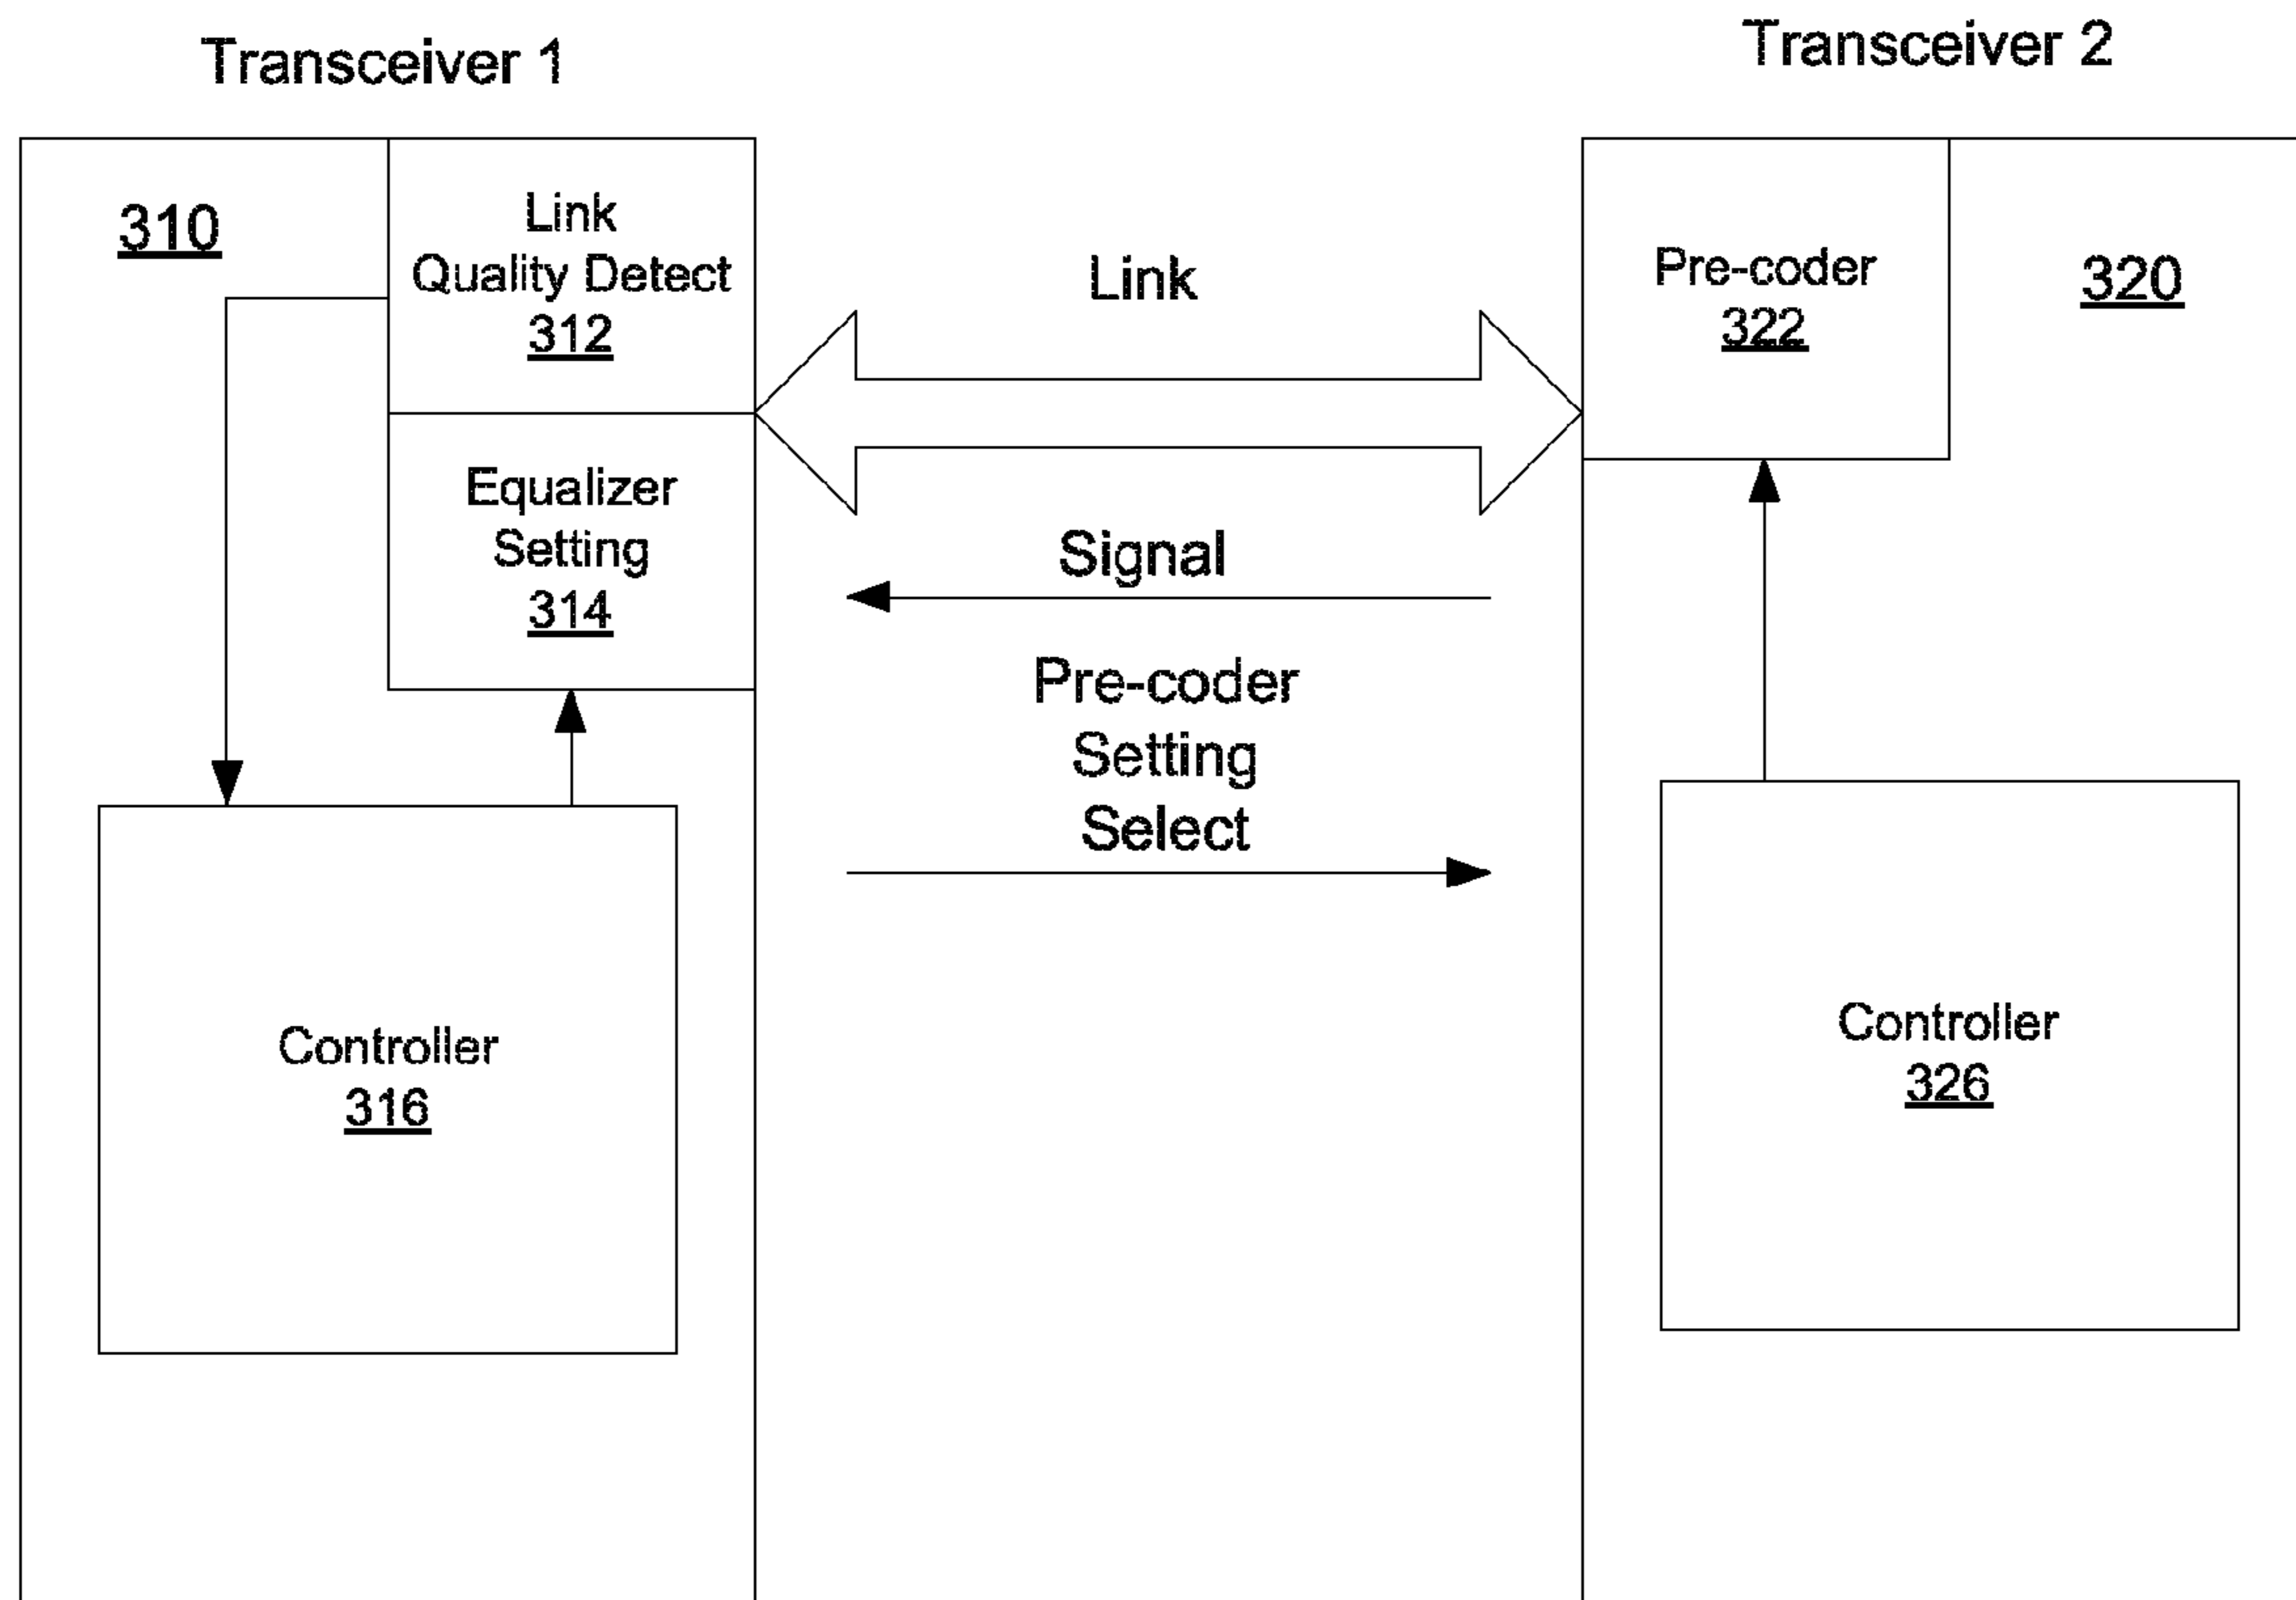 Transceiver 1
Transceiver 2
310
Link
Quality Detect
312
Equalizer
Setting
314
Controller
316
Link
Signal
Pre-coder
Setting
Select
Pre-coder
322
320
Controller
326